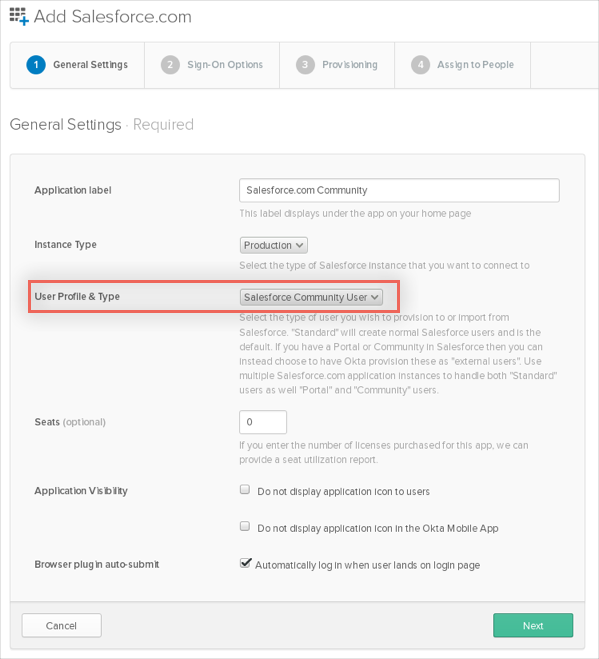 Add Salesforce.com
1 General Settings
2 Sign-On Options
3 Provisioning
4 Assign to People
General Settings · Required
Application label
Salesforce.com Community
This label displays under the app on your home page
Instance Type
Production
Select the type of Salesforce instance that you want to connect to
User Profile & Type
Salesforce Community User
Select the type of user you wish to provision to or import from
Salesforce. "Standard" will create normal Salesforce users and is the
default. If you have a Portal or Community in Salesforce then you can
instead choose to have Okta provision these as "external users". Use
multiple Salesforce.com application instances to handle both "Standard"
users as well "Portal" and "Community" users.
Seats (optional)
0
If you enter the number of licenses purchased for this app, we can
provide a seat utilization report.
Application Visibility
Do not display application icon to users
Do not display application icon in the Okta Mobile App
Browser plugin auto-submit
Automatically log in when user lands on login page
Cancel
Next